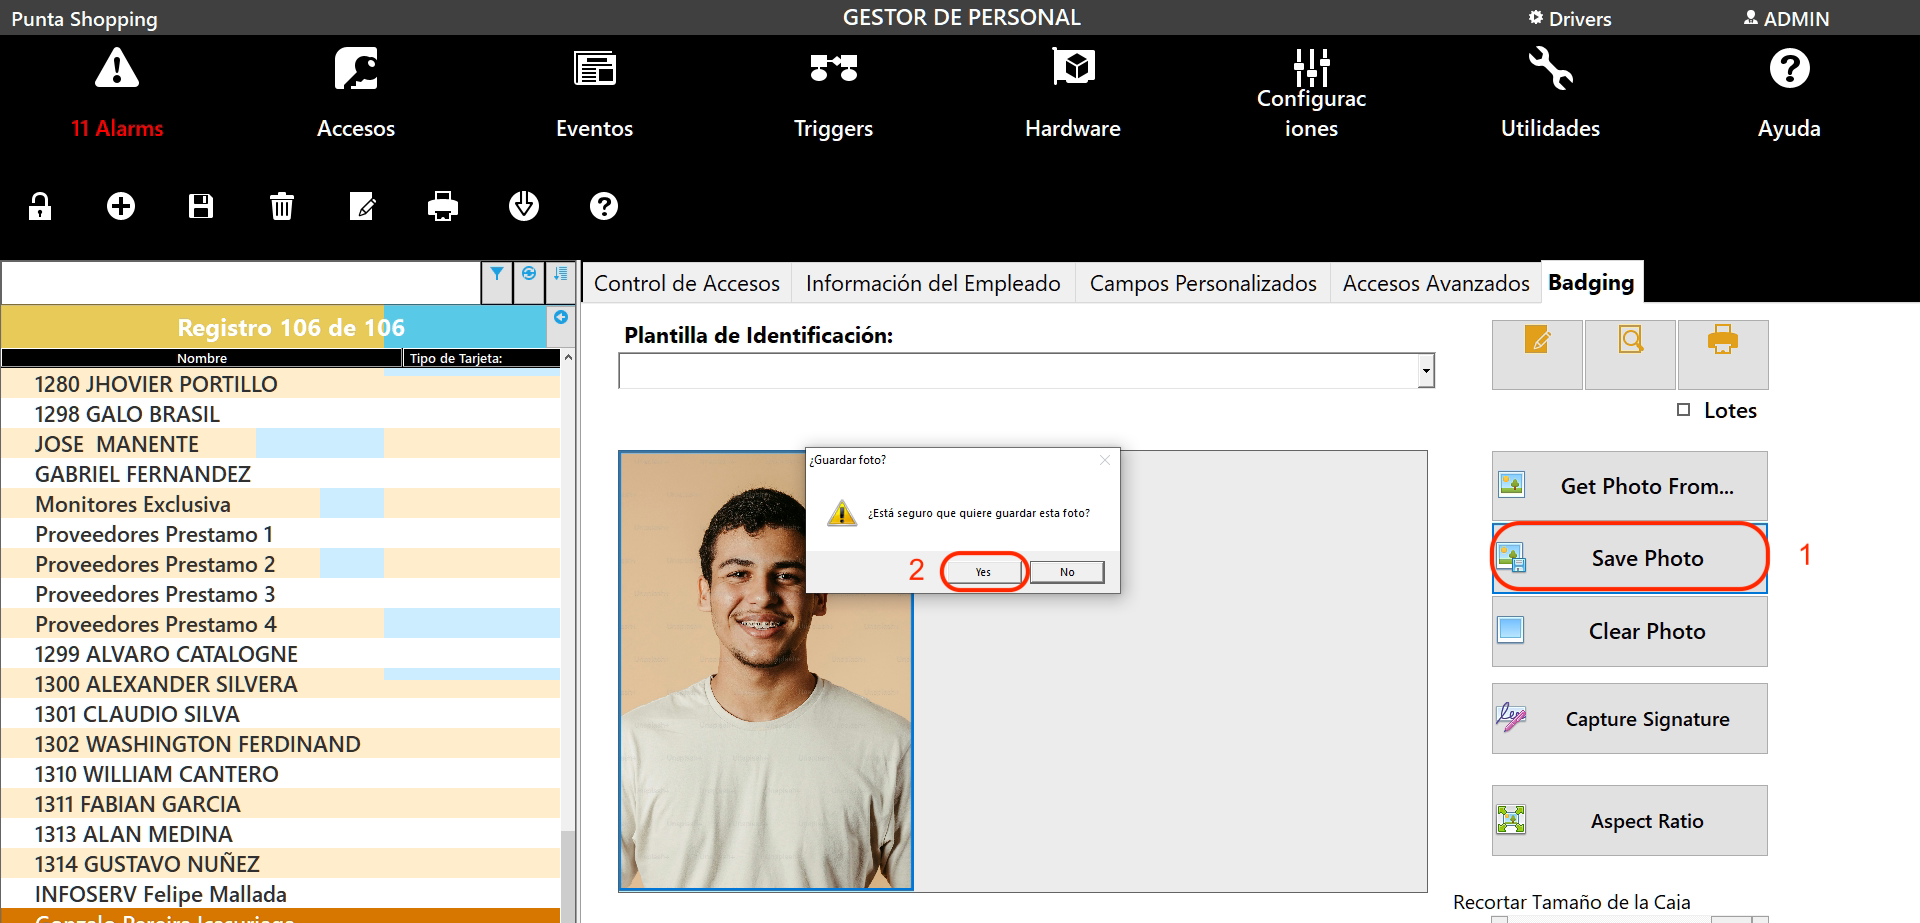 Punta Shopping
GESTOR DE PERSONAL
Drivers
ADMIN
11 Alarms
Accesos
Eventos
Triggers
Hardware
Configurac
iones
Utilidades
Ayuda
Control de Accesos
Información del Empleado
Campos Personalizados
Accesos Avanzados
Badging
Registro 106 de 106
Nombre
Tipo de Tarjeta:
1280 JHOVIER PORTILLO
1298 GALO BRASIL
JOSE  MANENTE
GABRIEL FERNANDEZ
Monitores Exclusiva
Proveedores Prestamo 1
Proveedores Prestamo 2
Proveedores Prestamo 3
Proveedores Prestamo 4
1299 ALVARO CATALOGNE
1300 ALEXANDER SILVERA
1301 CLAUDIO SILVA
1302 WASHINGTON FERDINAND
1310 WILLIAM CANTERO
1311 FABIAN GARCIA
1313 ALAN MEDINA
1314 GUSTAVO NUÑEZ
INFOSERV Felipe Mallada
Plantilla de Identificación:
Lotes
¿Guardar foto?
¿Está seguro que quiere guardar esta foto?
2
Yes
No
Get Photo From...
Save Photo
1
Clear Photo
Capture Signature
Aspect Ratio
Recortar Tamaño de la Caja